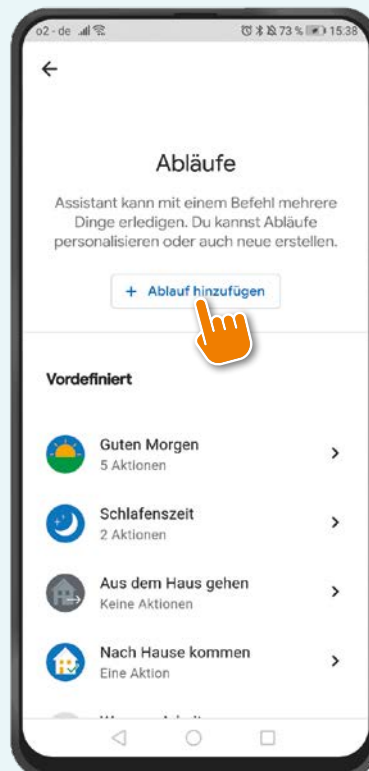 o2 - de 73 % 15:38
Abläufe
Assistant kann mit einem Befehl mehrere
Dinge erledigen. Du kannst Abläufe
personalisieren oder auch neue erstellen.
+ Ablauf hinzufügen
Vordefiniert
Guten Morgen
5 Aktionen
Schlafenszeit
2 Aktionen
Aus dem Haus gehen
Keine Aktionen
Nach Hause kommen
Eine Aktion